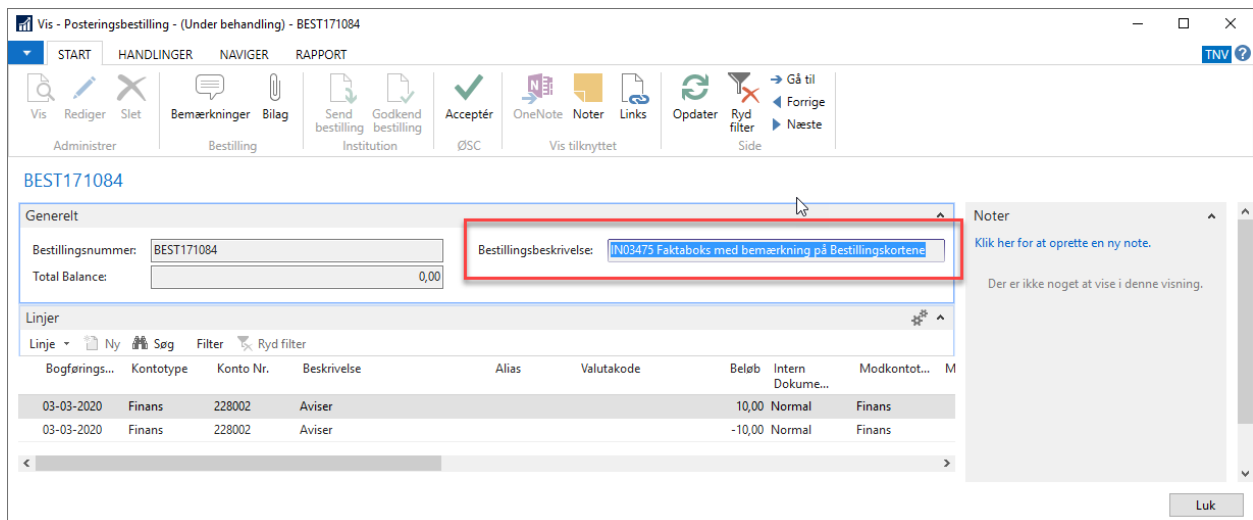 Vis - Posteringsbestilling - (Under behandling) - BEST171084
START HANDLINGER NAVIGER RAPPORT TNV ?
Vis Rediger Slet Bemærkninger Bilag Send bestilling Godkend bestilling Acceptér OneNote Noter Links Opdater Ryd filter Gå til
Forrige
Næste
Administrer Bestilling Institution ØSC Vis tilknyttet Side
BEST171084
Generelt
Bestillingsnummer: BEST171084 Bestillingsbeskrivelse: IN03475 Faktaboks med bemærkning på Bestillingskortene
Total Balance: 0,00
Noter
Klik her for at oprette en ny note.
Der er ikke noget at vise i denne visning.
Linjer
Linje Ny Søg Filter Ryd filter
Bogførings... Kontotype Konto Nr. Beskrivelse Alias Valutakode Beløb Intern Dokume... Modkontot... M
03-03-2020 Finans 228002 Aviser 10,00 Normal Finans
03-03-2020 Finans 228002 Aviser -10,00 Normal Finans
Luk